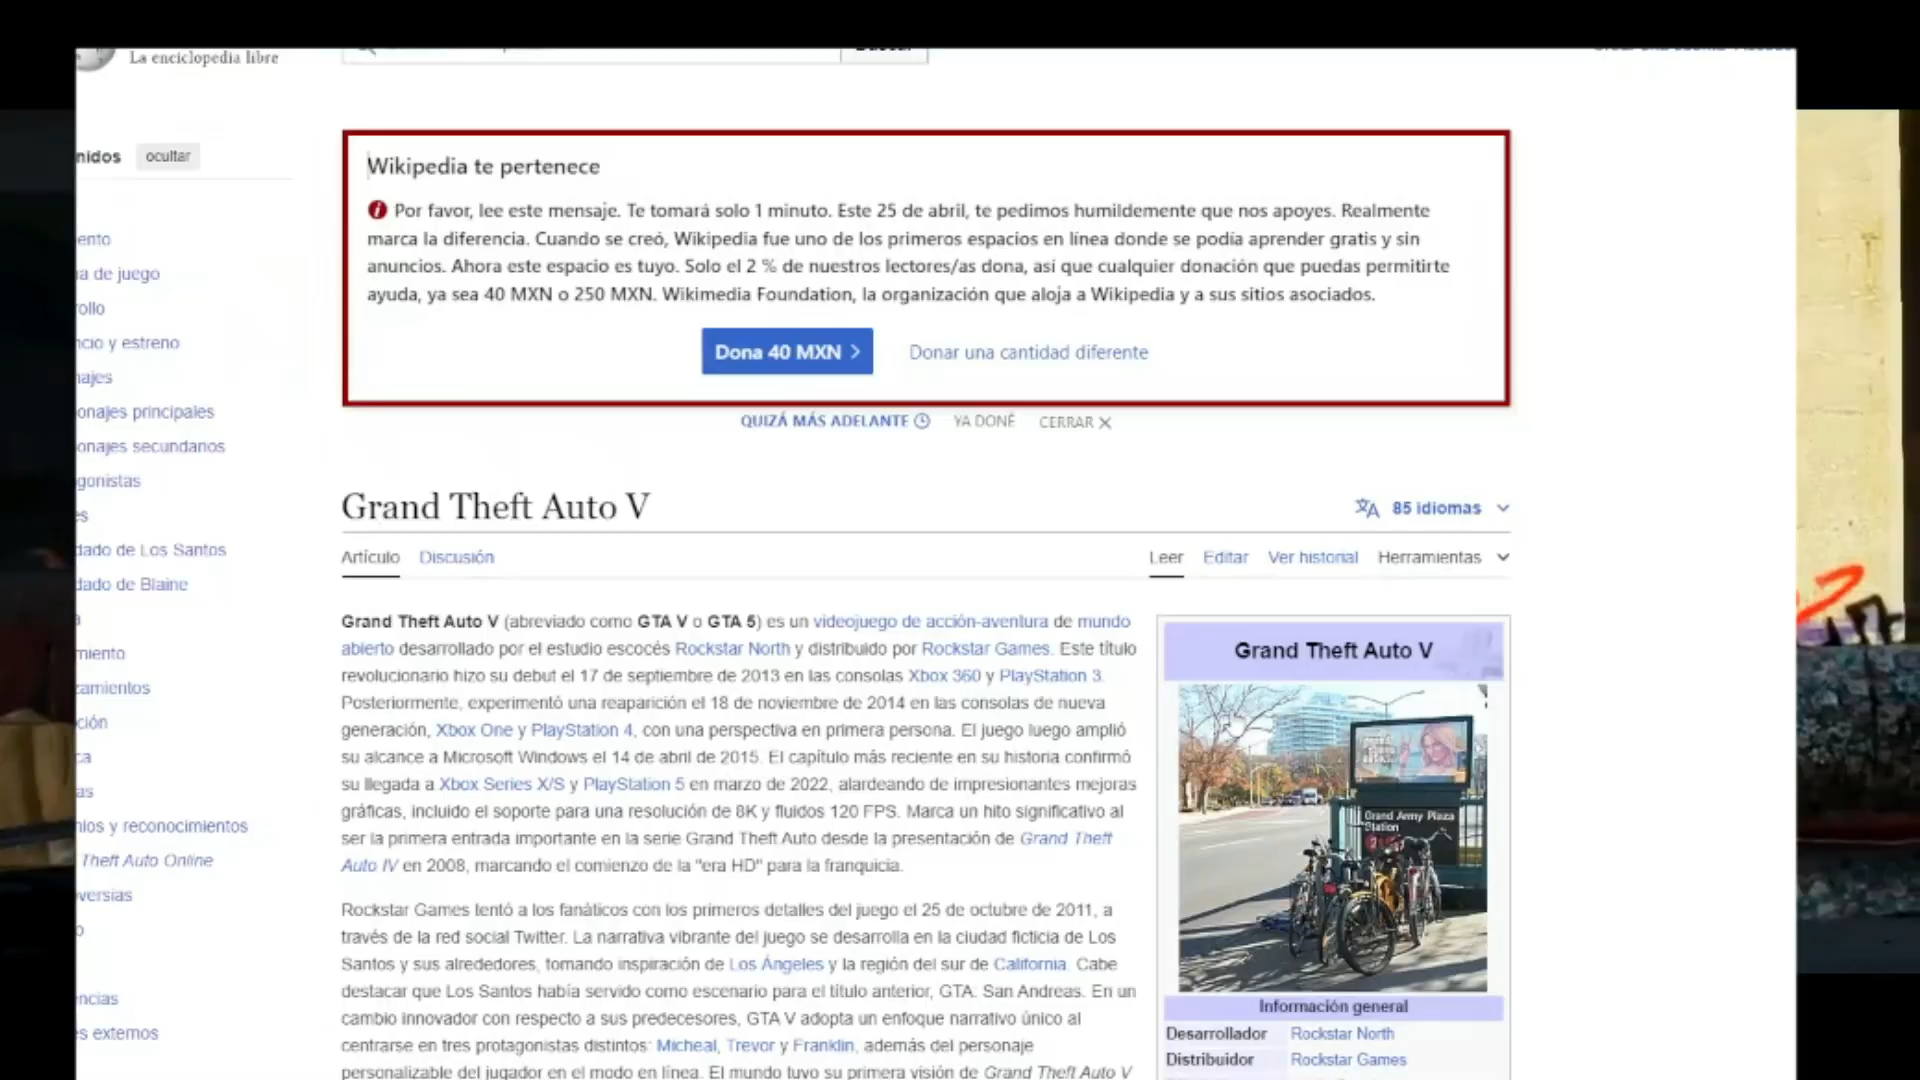 La enciclopedia libre
nidos ocultar
Wikipedia te pertenece
Por favor, lee este mensaje. Te tomará solo 1 minuto. Este 25 de abril, te pedimos humildemente que nos apoyes. Realmente
marca la diferencia. Cuando se creó, Wikipedia fue uno de los primeros espacios en línea donde se podía aprender gratis y sin
anuncios. Ahora este espacio es tuyo. Solo el 2 % de nuestros lectores/as dona, así que cualquier donación que puedas permitirte
ayuda, ya sea 40 MXN o 250 MXN. Wikimedia Foundation, la organización que aloja a Wikipedia y a sus sitios asociados.
Dona 40 MXN
Donar una cantidad diferente
QUIZÁ MÁS ADELANTE YA DONÉ CERRAR
ento
a de juego
rollo
ncio y estreno
najes
onajes principales
onajes secundarios
gonistas
es
dado de Los Santos
dado de Blaine
a
miento
zamientos
ción
ca
as
nios y reconocimientos
Theft Auto Online
versias
o
ncias
s externos
Grand Theft Auto V
85 idiomas
Artículo Discusión
Leer Editar Ver historial Herramientas
Grand Theft Auto V (abreviado como GTA V o GTA 5) es un videojuego de acción-aventura de mundo
abierto desarrollado por el estudio escocés Rockstar North y distribuido por Rockstar Games. Este título
revolucionario hizo su debut el 17 de septiembre de 2013 en las consolas Xbox 360 y PlayStation 3.
Posteriormente, experimentó una reaparición el 18 de noviembre de 2014 en las consolas de nueva
generación, Xbox One y PlayStation 4, con una perspectiva en primera persona. El juego luego amplió
su alcance a Microsoft Windows el 14 de abril de 2015. El capítulo más reciente en su historia confirmó
su llegada a Xbox Series X/S y PlayStation 5 en marzo de 2022, alardeando de impresionantes mejoras
gráficas, incluido el soporte para una resolución de 8K y fluidos 120 FPS. Marca un hito significativo al
ser la primera entrada importante en la serie Grand Theft Auto desde la presentación de Grand Theft
Auto IV en 2008, marcando el comienzo de la "era HD" para la franquicia.
Rockstar Games tentó a los fanáticos con los primeros detalles del juego el 25 de octubre de 2011, a
través de la red social Twitter. La narrativa vibrante del juego se desarrolla en la ciudad ficticia de Los
Santos y sus alrededores, tomando inspiración de Los Ángeles y la región del sur de California. Cabe
destacar que Los Santos había servido como escenario para el título anterior, GTA: San Andreas. En un
cambio innovador con respecto a sus predecesores, GTA V adopta un enfoque narrativo único al
centrarse en tres protagonistas distintos: Micheal, Trevor y Franklin, además del personaje
personalizable del jugador en el modo en línea. El mundo tuvo su primera visión de Grand Theft Auto V
Grand Theft Auto V
Grand Army Plaza
Station
Información general
Desarrollador Rockstar North
Distribuidor Rockstar Games